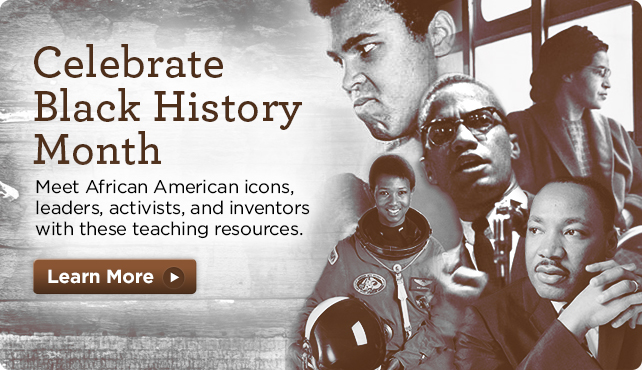 Celebrate
Black History
Month
Meet African American icons,
leaders, activists, and inventors
with these teaching resources.
Learn More